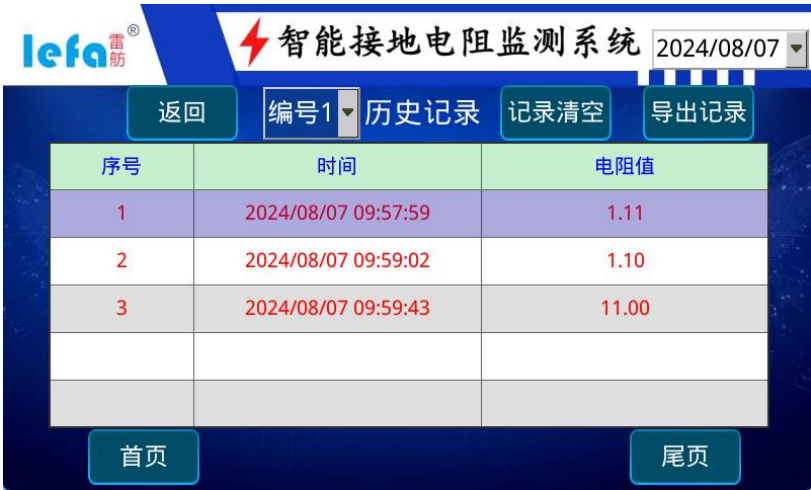 lefa雷舫® 智能接地电阻监测系统 2024/08/07
返回 编号1 历史记录 记录清空 导出记录
序号 时间 电阻值
1 2024/08/07 09:57:59 1.11
2 2024/08/07 09:59:02 1.10
3 2024/08/07 09:59:43 11.00
首页 尾页